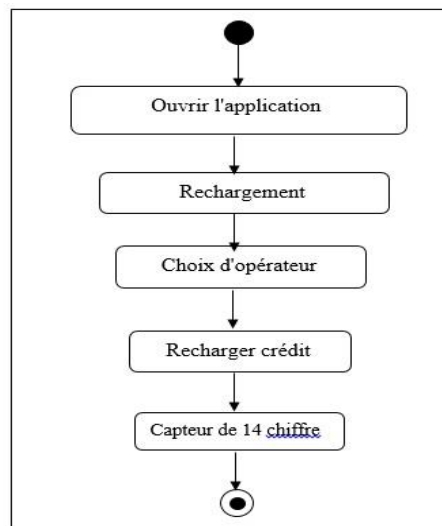 Ouvrir l'application
Rechargement
Choix d'opérateur
Recharger crédit
Capteur de 14 chiffre